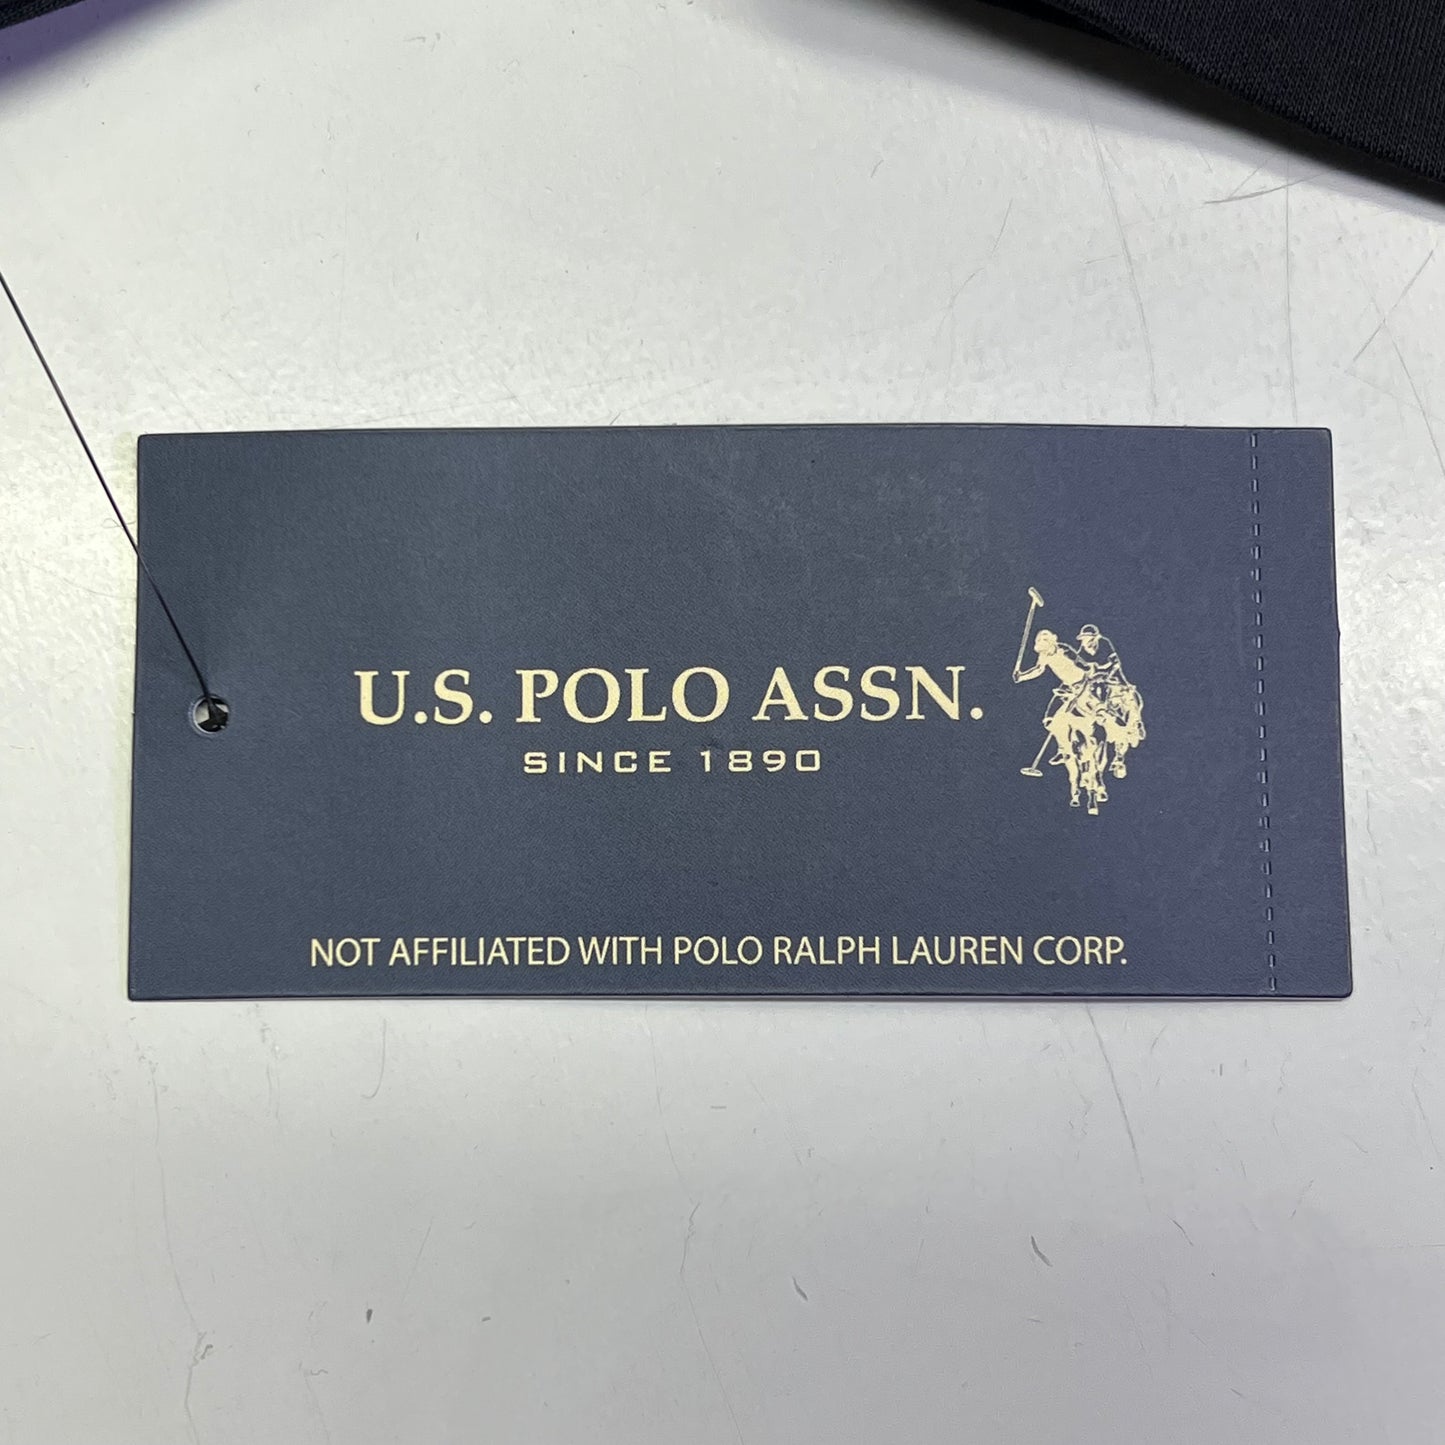 U.S. POLO ASSN.
SINCE 1890
NOT AFFILIATED WITH POLO RALPH LAUREN CORP.